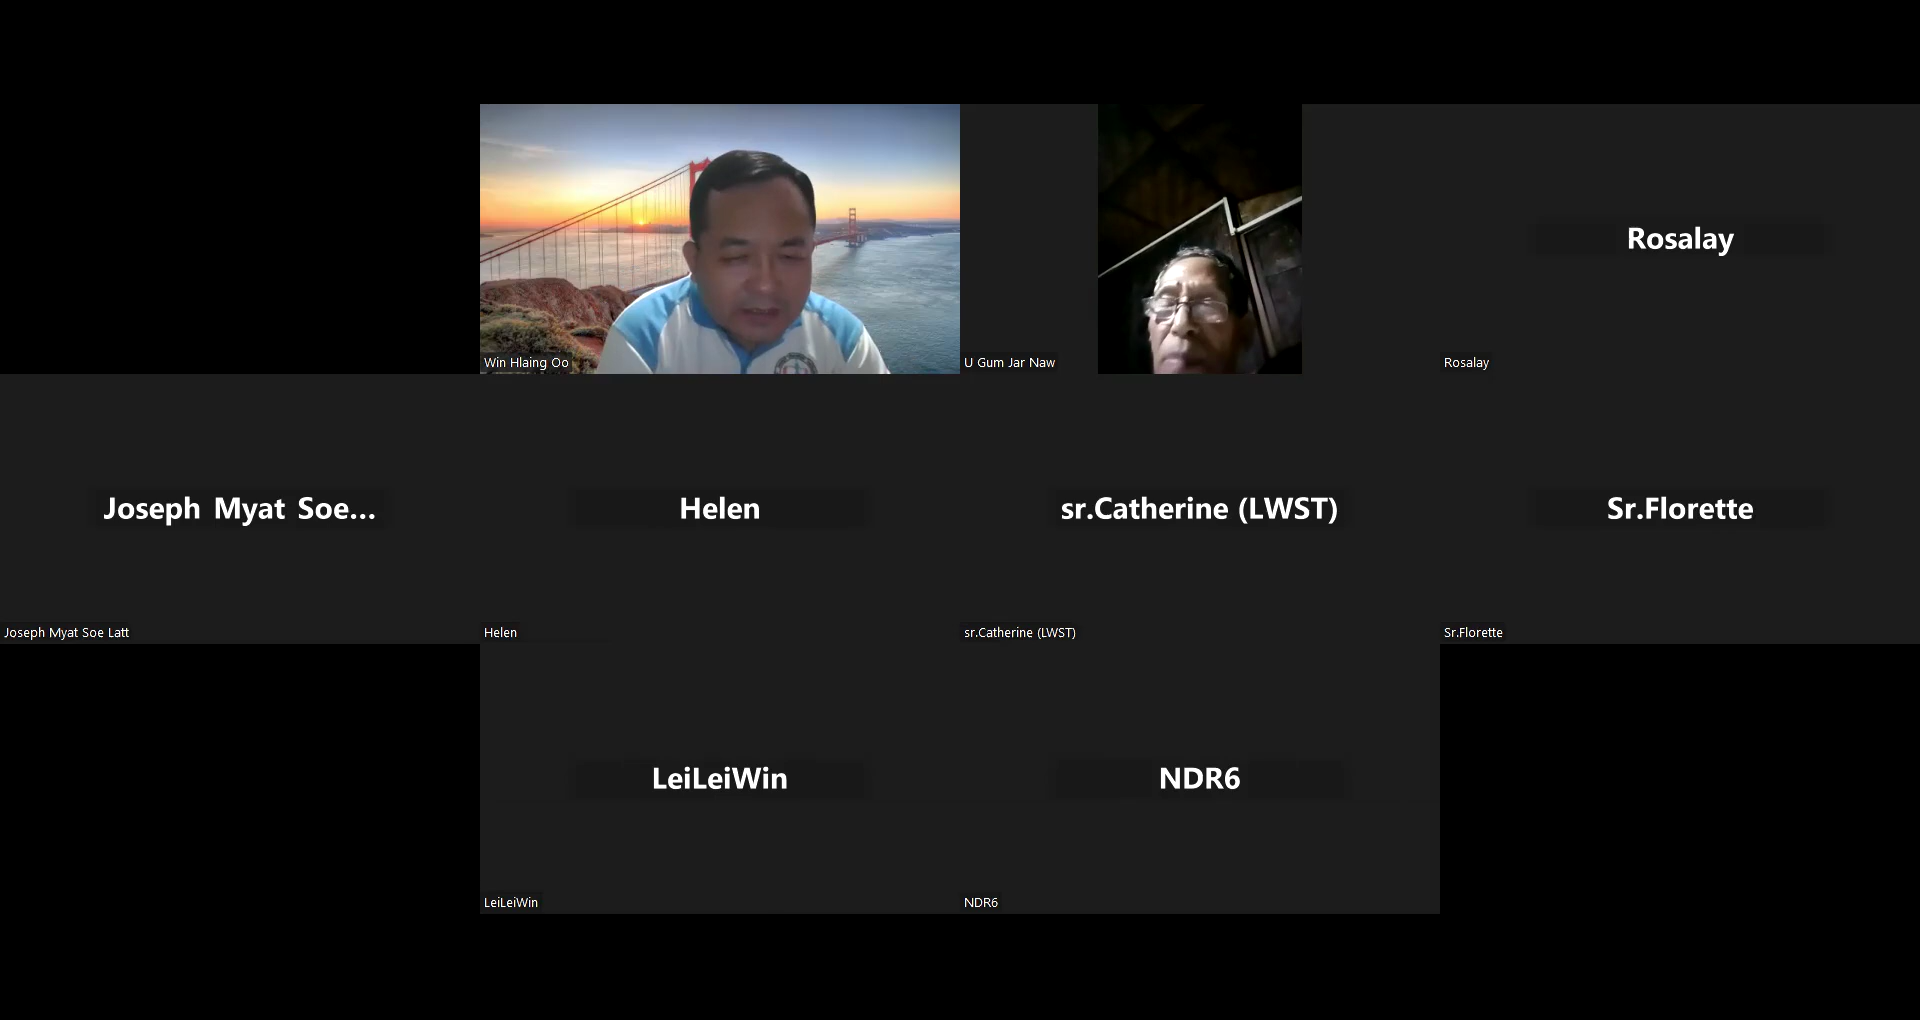 Win Hlaing Oo
U Gum Jar Naw
Rosalay
Rosalay
Joseph Myat Soe...
Joseph Myat Soe Latt
Helen
Helen
sr.Catherine (LWST)
sr.Catherine (LWST)
Sr.Florette
Sr.Florette
LeiLeiWin
LeiLeiWin
NDR6
NDR6